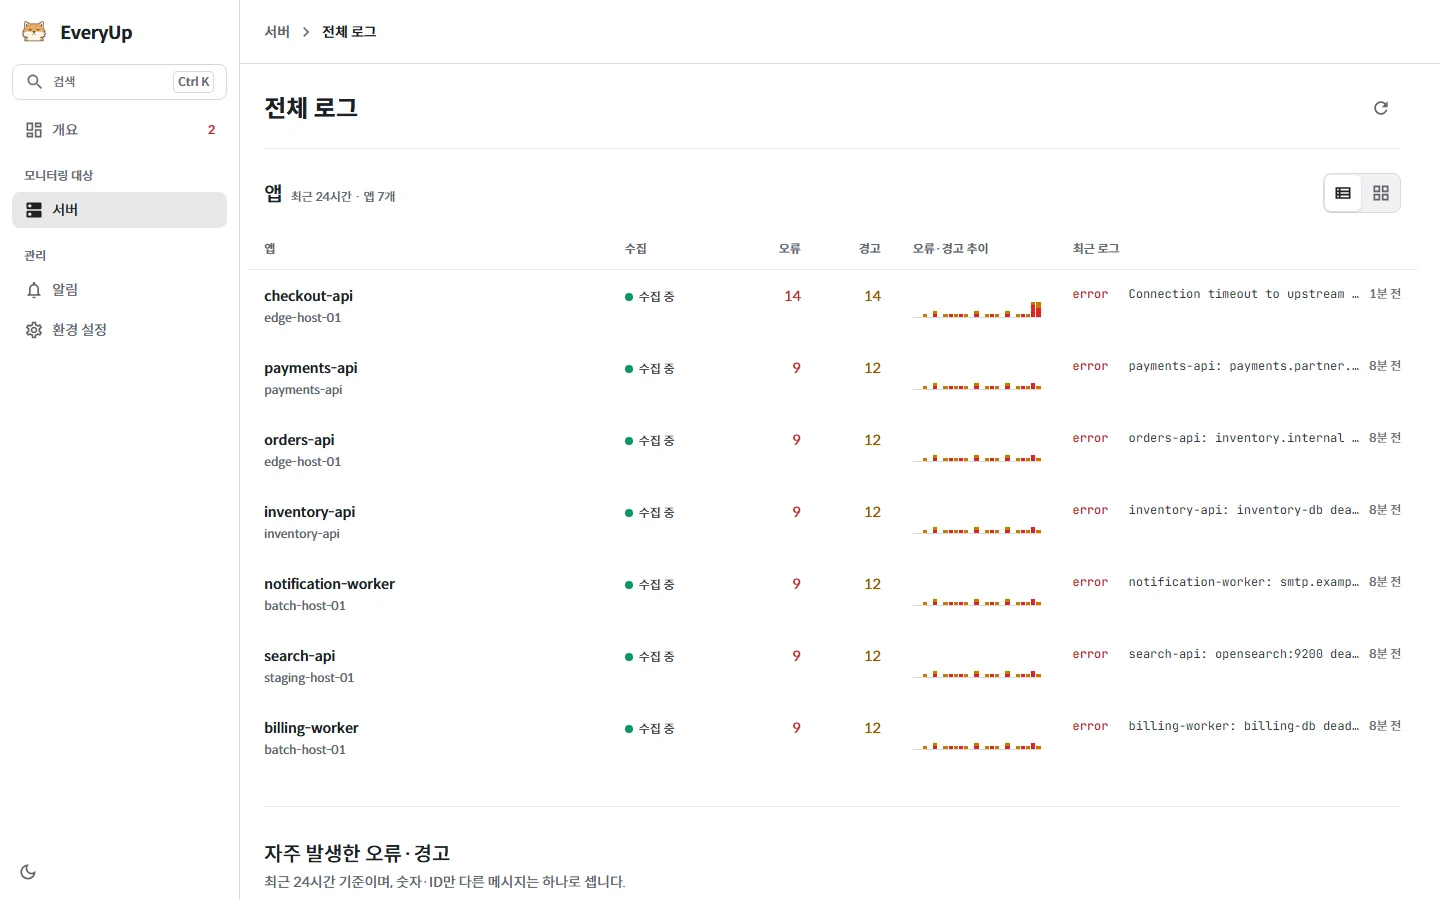 EveryUp
검색
Ctrl K
개요
2
모니터링 대상
서버
관리
알림
환경 설정
서버
전체 로그
전체 로그
앱
최근 24시간 · 앱 7개
앱
수집
오류
경고
오류·경고 추이
최근 로그
checkout-api
edge-host-01
수집 중
14
14
error
Connection timeout to upstream …
1분 전
payments-api
payments-api
수집 중
9
12
error
payments-api: payments.partner.…
8분 전
orders-api
edge-host-01
수집 중
9
12
error
orders-api: inventory.internal …
8분 전
inventory-api
inventory-api
수집 중
9
12
error
inventory-api: inventory-db dea…
8분 전
notification-worker
batch-host-01
수집 중
9
12
error
notification-worker: smtp.examp…
8분 전
search-api
staging-host-01
수집 중
9
12
error
search-api: opensearch:9200 dea…
8분 전
billing-worker
batch-host-01
수집 중
9
12
error
billing-worker: billing-db dead…
8분 전
자주 발생한 오류·경고
최근 24시간 기준이며, 숫자·ID만 다른 메시지는 하나로 셉니다.